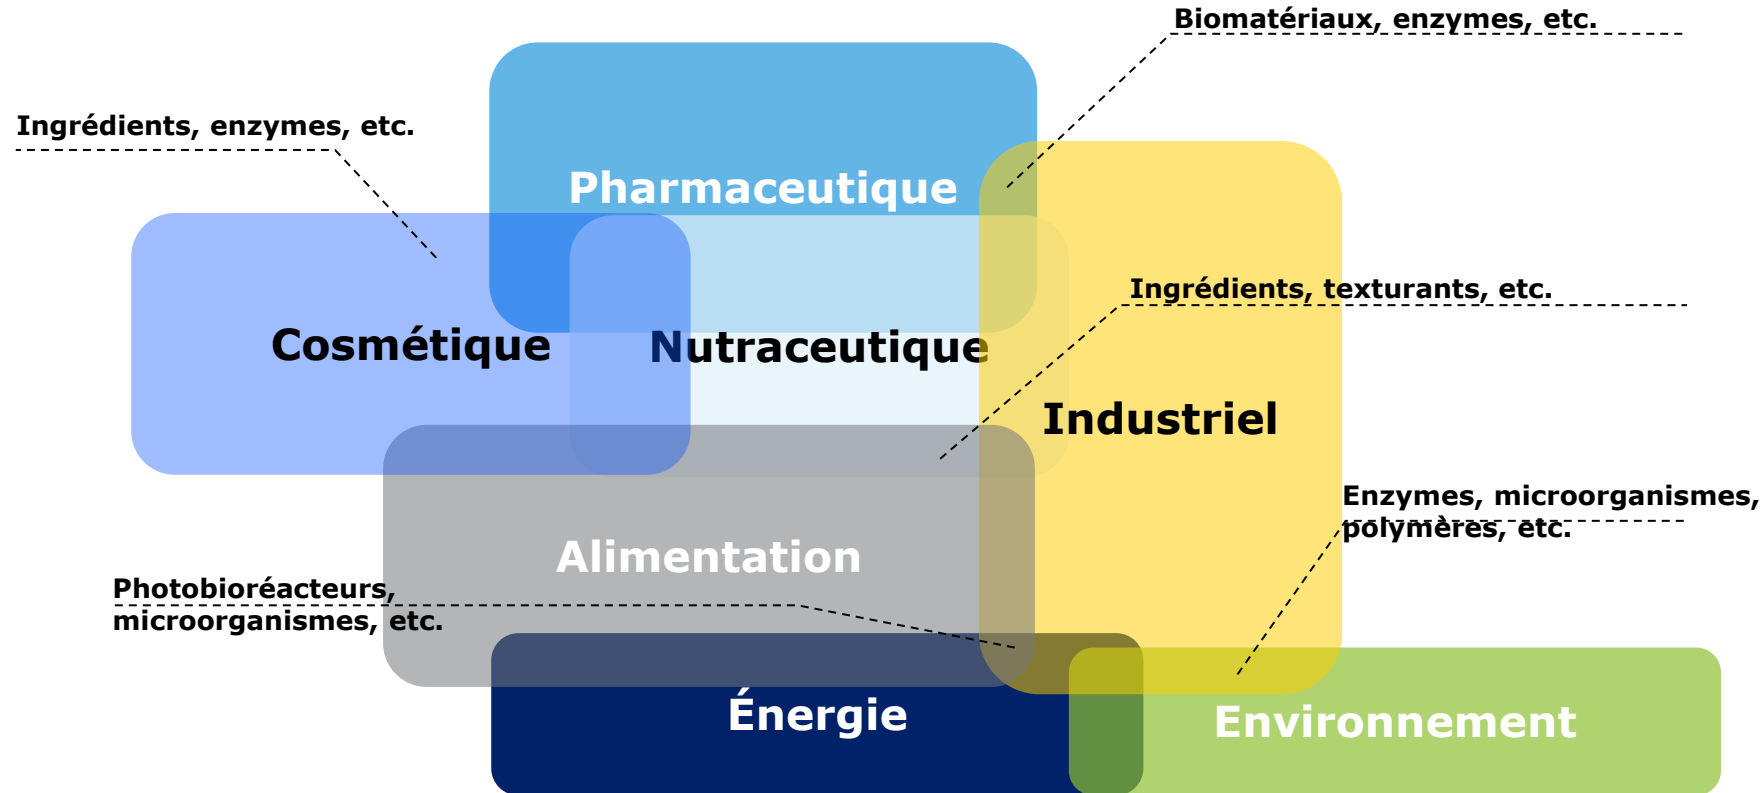 Biomatériaux, enzymes, etc.
Ingrédients, enzymes, etc.
Pharmaceutique
Ingrédients, texturants, etc.
Cosmétique
Nutraceutique
Industriel
Enzymes, microorganismes,
polymères, etc.
Alimentation
Photobioréacteurs,
microorganismes, etc.
Énergie
Environnement